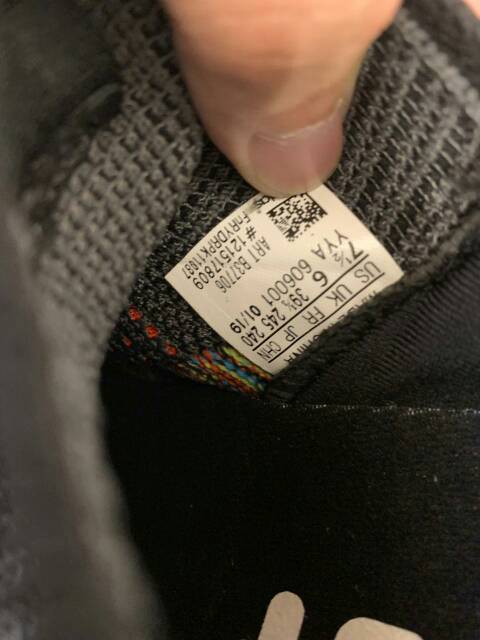 US UK FR JP CHN
7½ 6 39⅓ 245 240
YYA 606001 01/19
ART B37706
#121517809